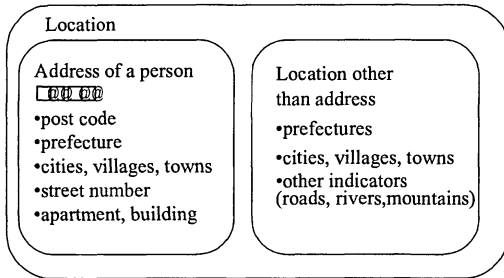 Location
Address of a person
•post code
•prefecture
•cities, villages, towns
•street number
•apartment, building
Location other
than address
•prefectures
•cities, villages, towns
•other indicators
(roads, rivers,mountains)